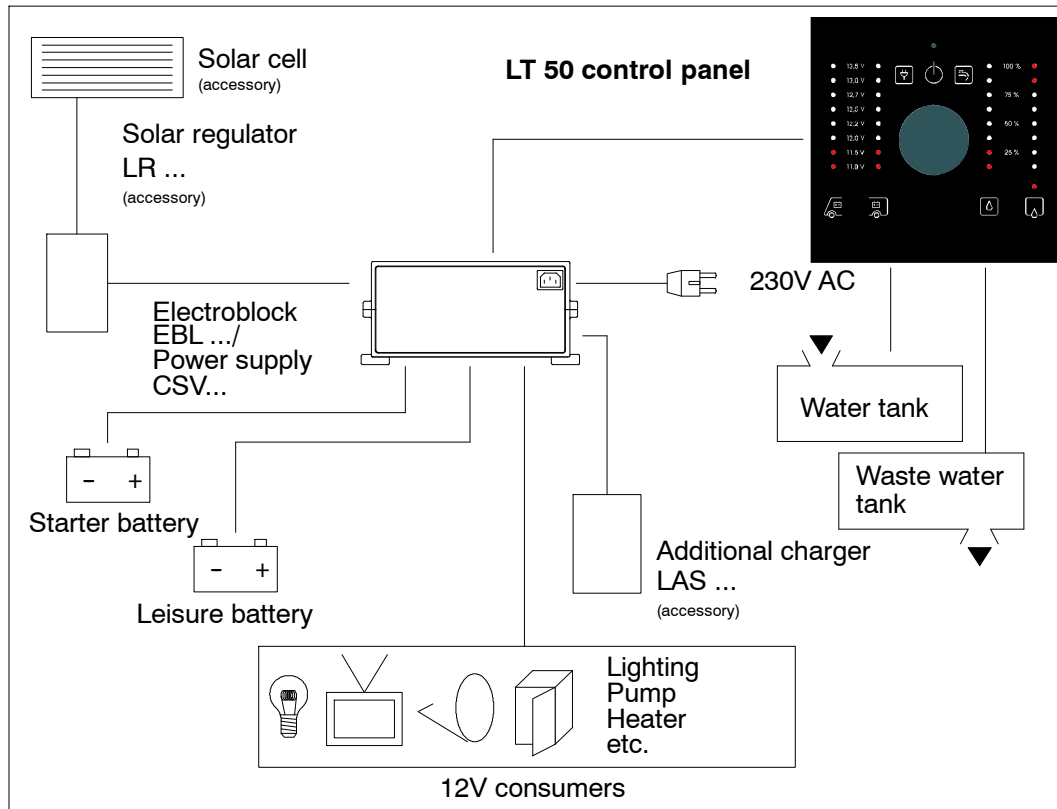 Solar cell
(accessory)
LT 50 control panel
Solar regulator
LR ...
(accessory)
13,5 V
13,0 V
12,7 V
12,5 V
12,2 V
12,0 V
11,5 V
11,0 V
100 %
75 %
50 %
25 %
230V AC
Electroblock
EBL .../
Power supply
CSV...
Water tank
Waste water
tank
- +
Starter battery
- +
Leisure battery
Additional charger
LAS ...
(accessory)
Lighting
Pump
Heater
etc.
12V consumers